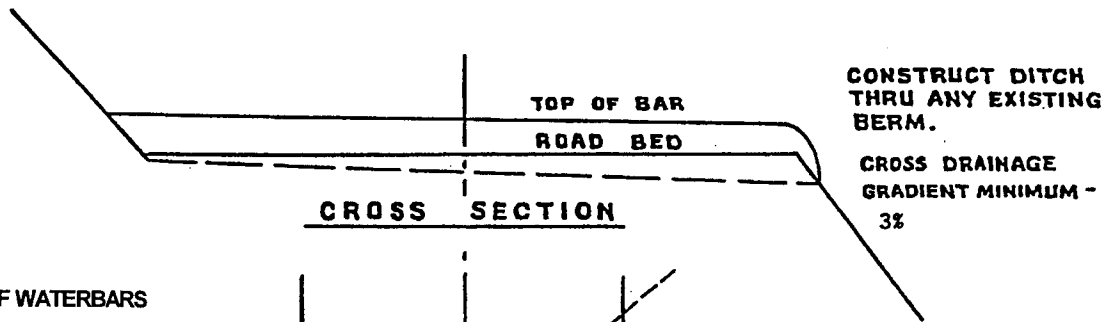 TOP OF BAR
ROAD BED
CONSTRUCT DITCH
THRU ANY EXISTING
BERM.
CROSS DRAINAGE
GRADIENT MINIMUM -
3%
CROSS SECTION
F WATERBARS